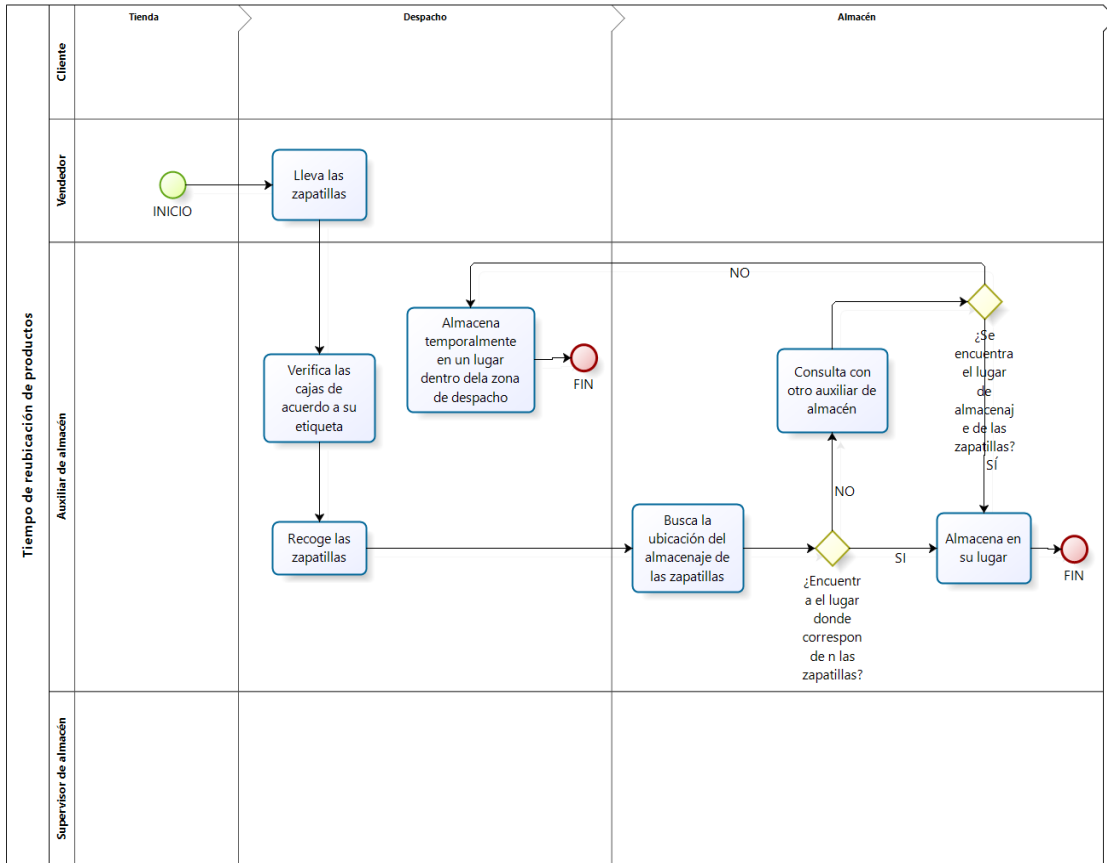 Tienda
Despacho
Almacén
Tiempo de reubicación de productos
Cliente
Vendedor
INICIO
Lleva las
zapatillas
Auxiliar de almacén
NO
Almacena
temporalmente
en un lugar
dentro dela zona
de despacho
FIN
Verifica las
cajas de
acuerdo a su
etiqueta
Consulta con
otro auxiliar de
almacén
¿Se
encuentra
el lugar
de
almacenaj
e de las
zapatillas?
SÍ
NO
Recoge las
zapatillas
Busca la
ubicación del
almacenaje de
las zapatillas
¿Encuentr
a el lugar
donde
correspon
de n las
zapatillas?
SI
Almacena en
su lugar
FIN
Supervisor de almacén